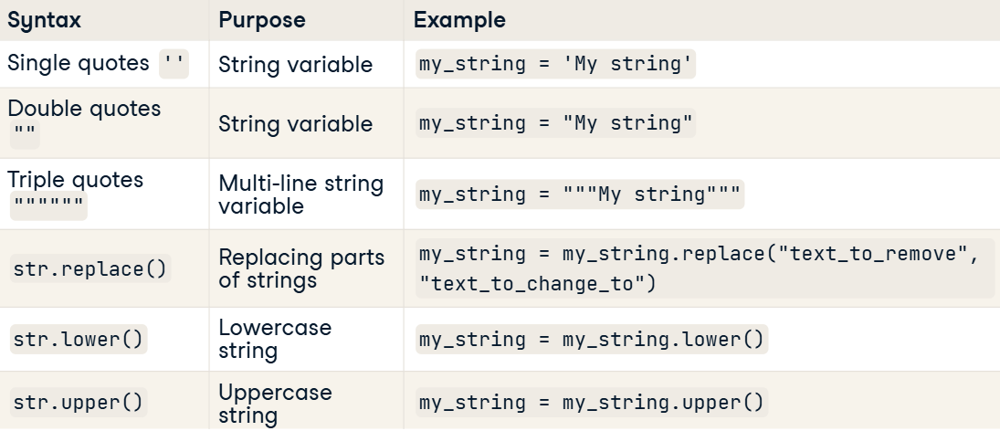 Syntax Purpose Example
Single quotes '' String variable my_string = 'My string'
Double quotes
"" String variable my_string = "My string"
Triple quotes
"""""" Multi-line string
variable my_string = """My string"""
str.replace() Replacing parts
of strings my_string = my_string.replace("text_to_remove",
"text_to_change_to")
str.lower() Lowercase
string my_string = my_string.lower()
str.upper() Uppercase
string my_string = my_string.upper()